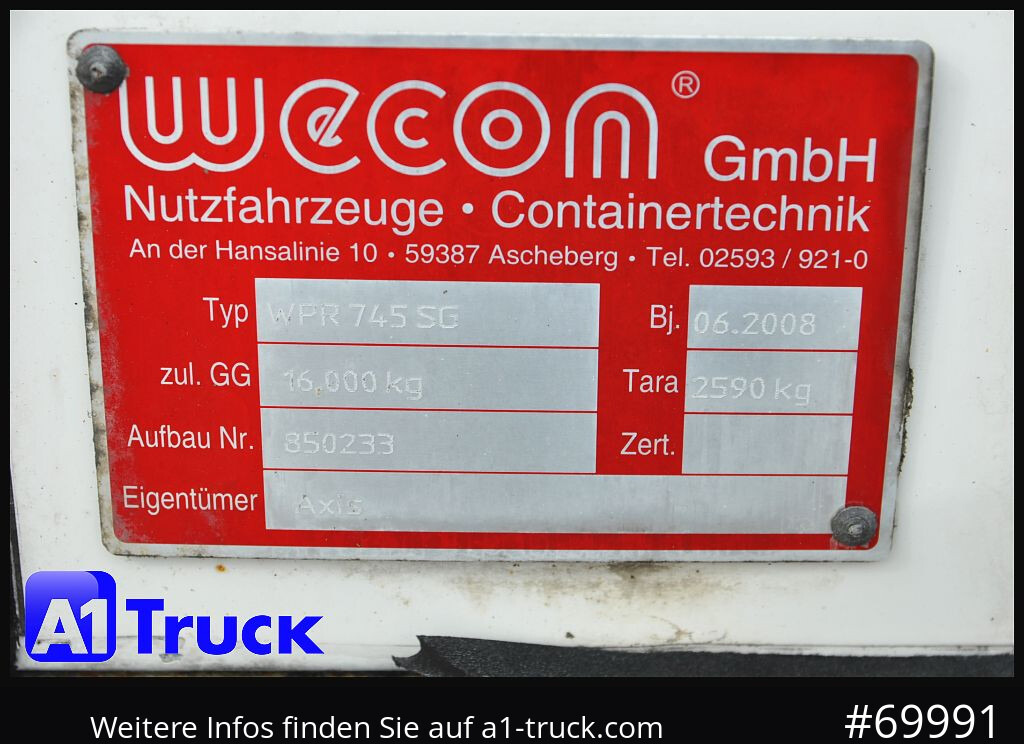 wecon ® GmbH
Nutzfahrzeuge • Containertechnik
An der Hansalinie 10 • 59387 Ascheberg • Tel. 02593 / 921-0
Typ WPR 745 SG Bj. 06.2008
zul. GG 16.000 kg Tara 2590 kg
Aufbau Nr. 850233 Zert.
Eigentümer Axis
A1 Truck
Weitere Infos finden Sie auf a1-truck.com #69991